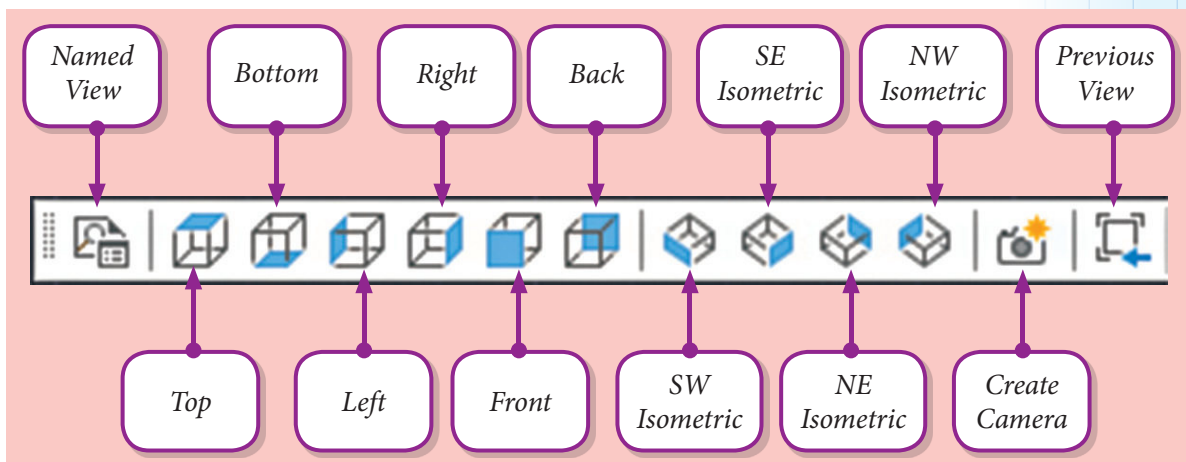 Named
View
Bottom
Right
Back
SE
Isometric
NW
Isometric
Previous
View
Top
Left
Front
SW
Isometric
NE
Isometric
Create
Camera